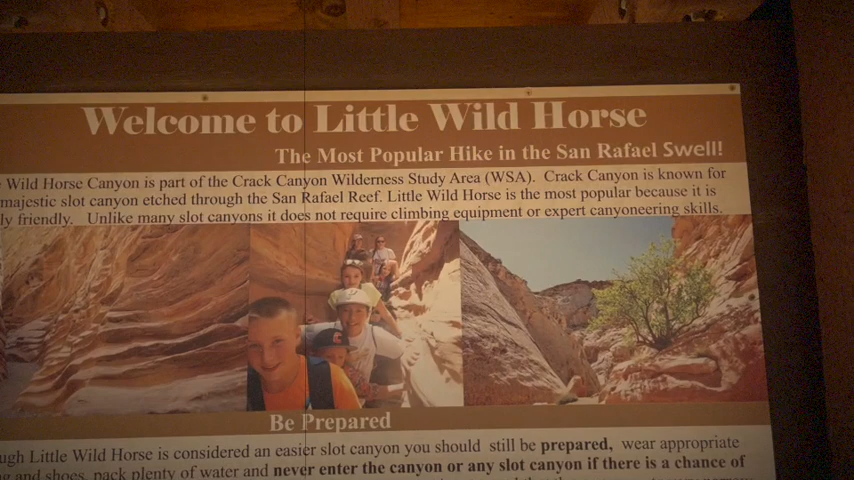 Welcome to Little Wild Horse
The Most Popular Hike in the San Rafael Swell!
Wild Horse Canyon is part of the Crack Canyon Wilderness Study Area (WSA). Crack Canyon is known for
majestic slot canyon etched through the San Rafael Reef. Little Wild Horse is the most popular because it is
ly friendly. Unlike many slot canyons it does not require climbing equipment or expert canyoneering skills.
Be Prepared
ugh Little Wild Horse is considered an easier slot canyon you should still be prepared, wear appropriate
ng and shoes, pack plenty of water and never enter the canyon or any slot canyon if there is a chance of